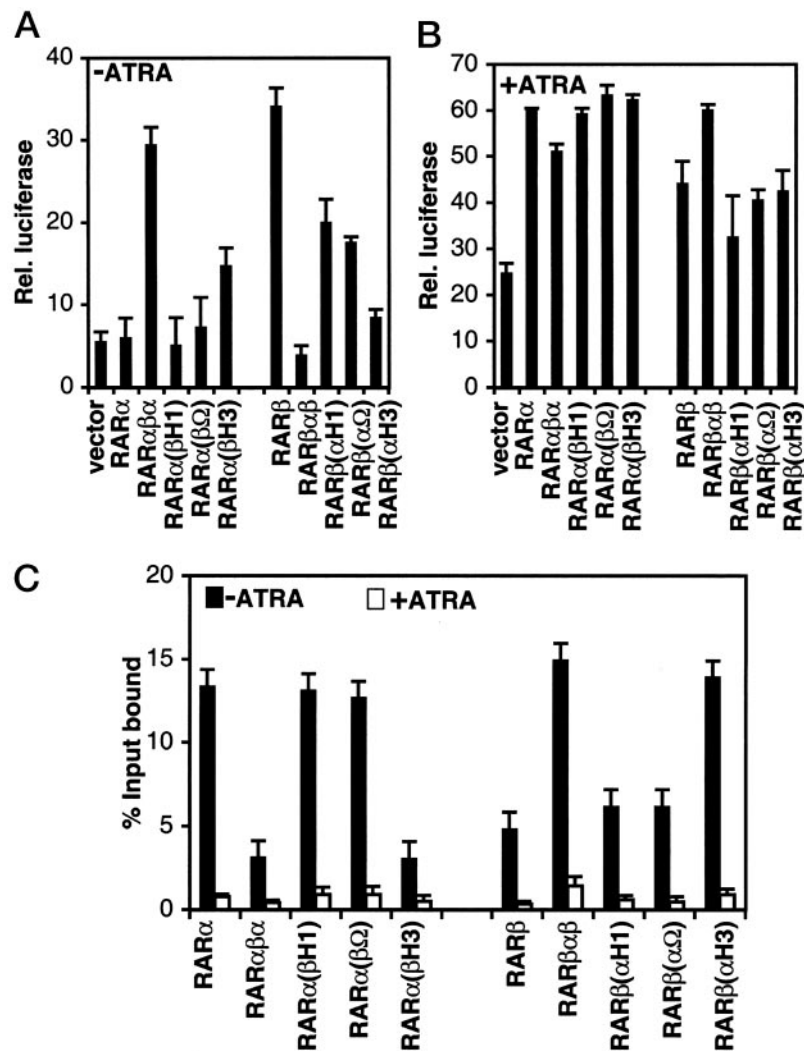 A
-ATRA
Rel. luciferase
40
30
20
10
0
vector
RARα
RARαβα
RARα(βH1)
RARα(βΩ)
RARα(βH3)
RARβ
RARβαβ
RARβ(αH1)
RARβ(αΩ)
RARβ(αH3)
B
+ATRA
Rel. luciferase
70
60
50
40
30
20
10
0
vector
RARα
RARαβα
RARα(βH1)
RARα(βΩ)
RARα(βH3)
RARβ
RARβαβ
RARβ(αH1)
RARβ(αΩ)
RARβ(αH3)
C
-ATRA
+ATRA
% Input bound
20
15
10
5
0
RARα
RARαβα
RARα(βH1)
RARα(βΩ)
RARα(βH3)
RARβ
RARβαβ
RARβ(αH1)
RARβ(αΩ)
RARβ(αH3)